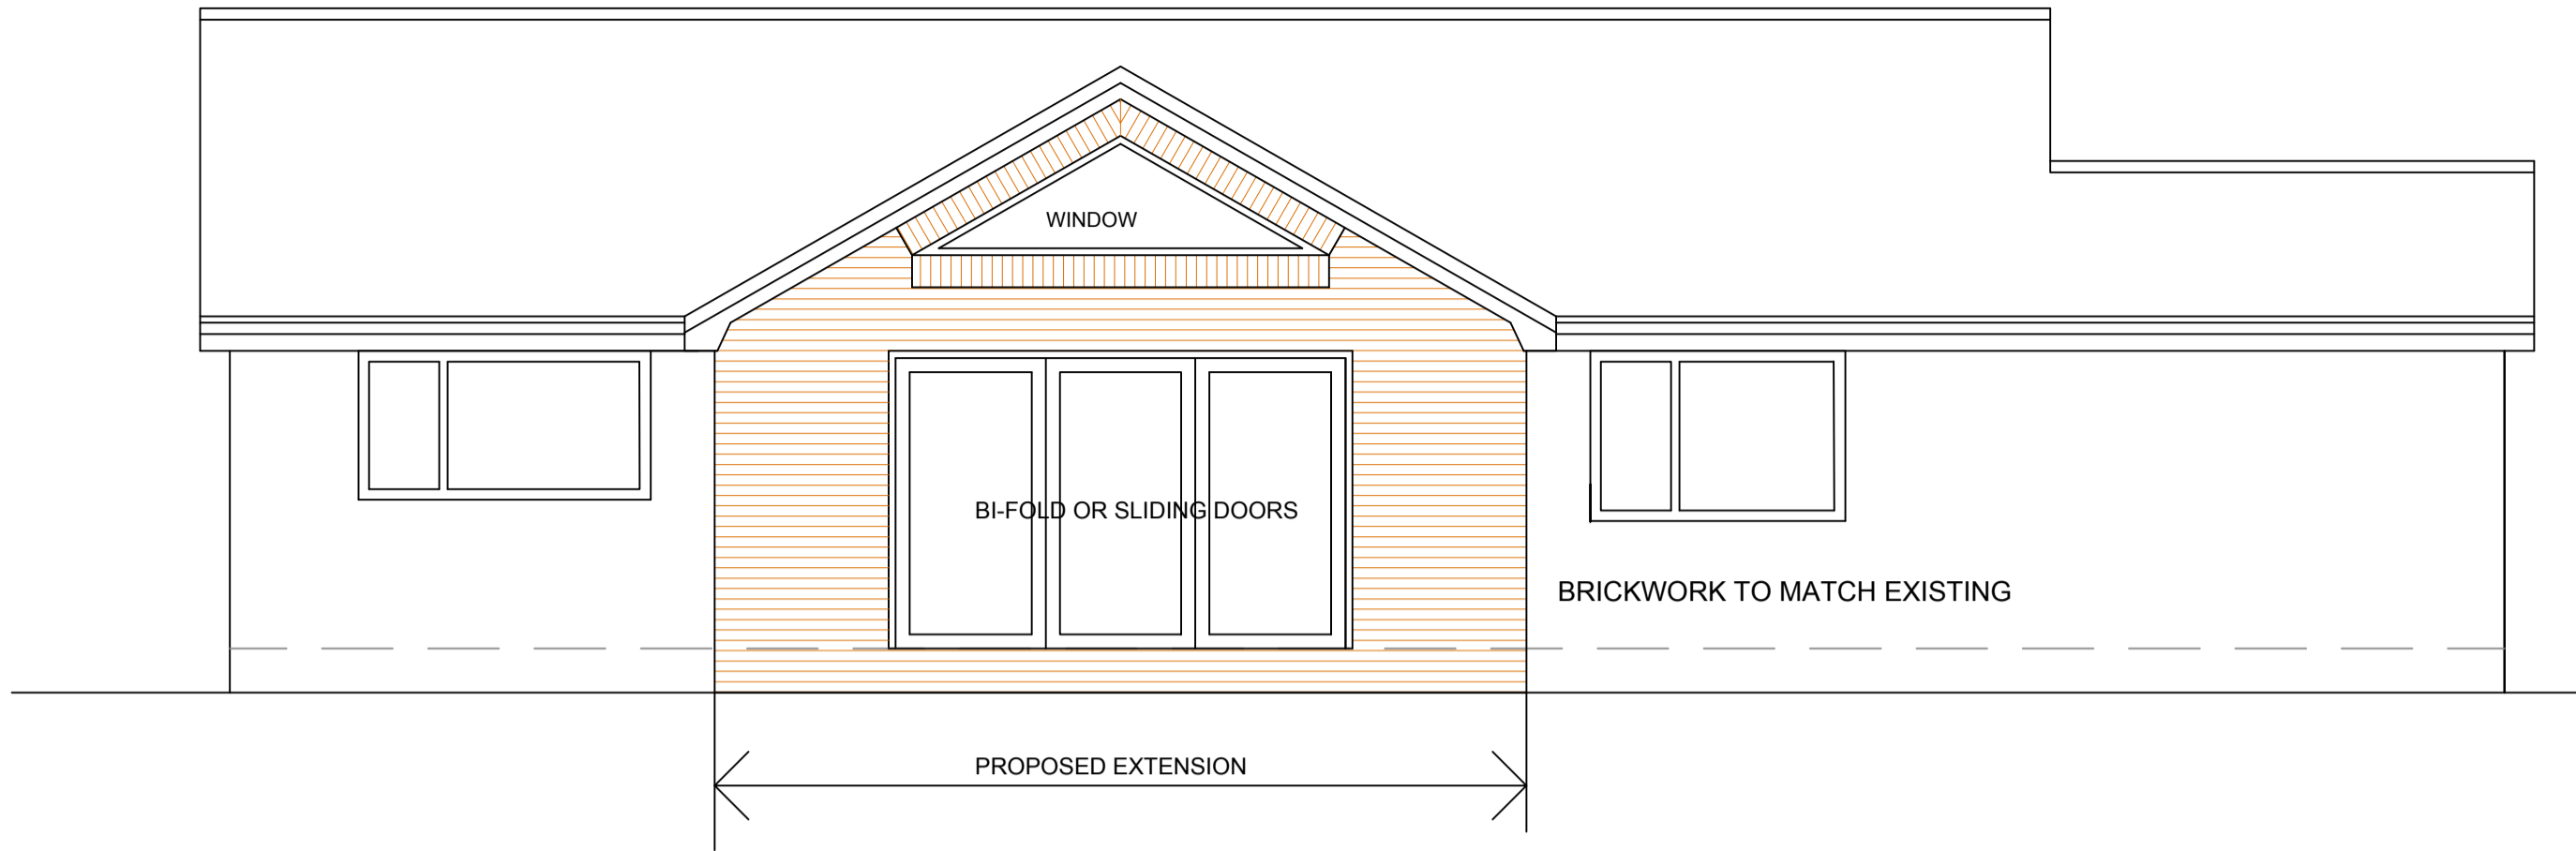 WINDOW
BI-FOLD OR SLIDING DOORS
BRICKWORK TO MATCH EXISTING
PROPOSED EXTENSION